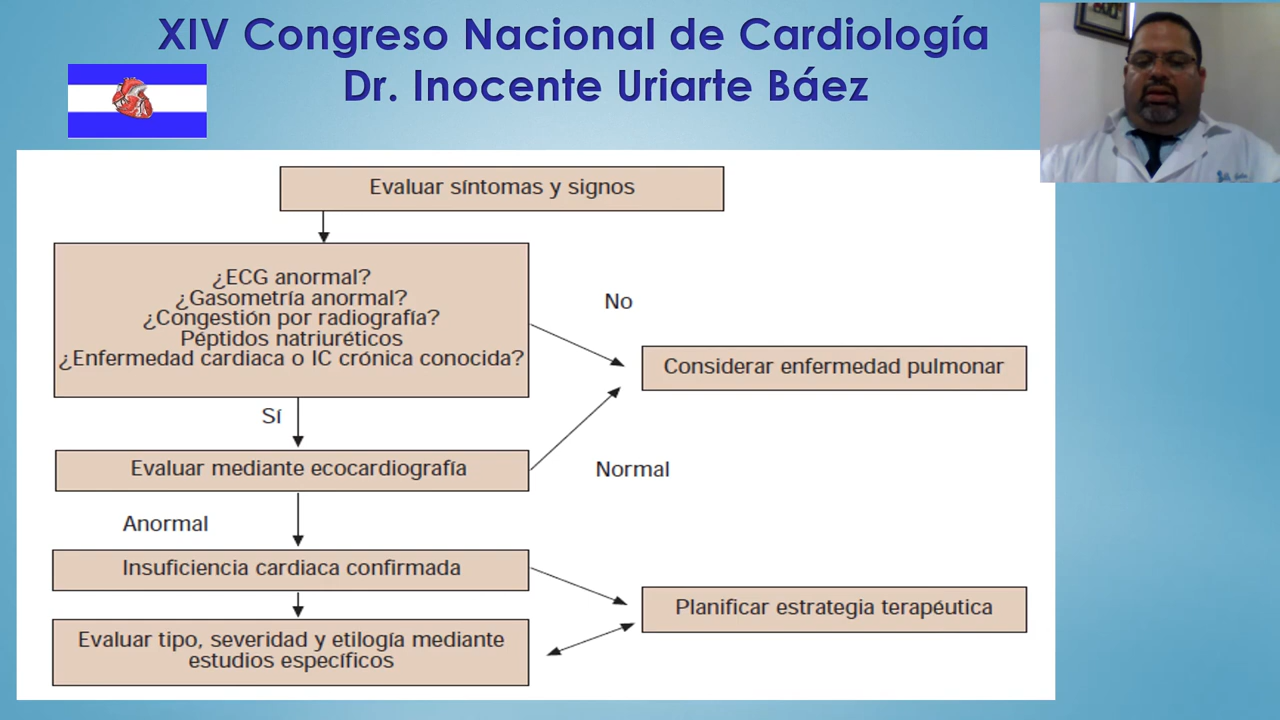 XIV Congreso Nacional de Cardiología
Dr. Inocente Uriarte Báez
Evaluar síntomas y signos
¿ECG anormal?
¿Gasometría anormal?
¿Congestión por radiografía?
Péptidos natriuréticos
¿Enfermedad cardiaca o IC crónica conocida?
No
Considerar enfermedad pulmonar
Sí
Evaluar mediante ecocardiografía
Normal
Anormal
Insuficiencia cardiaca confirmada
Planificar estrategia terapéutica
Evaluar tipo, severidad y etilogía mediante
estudios específicos